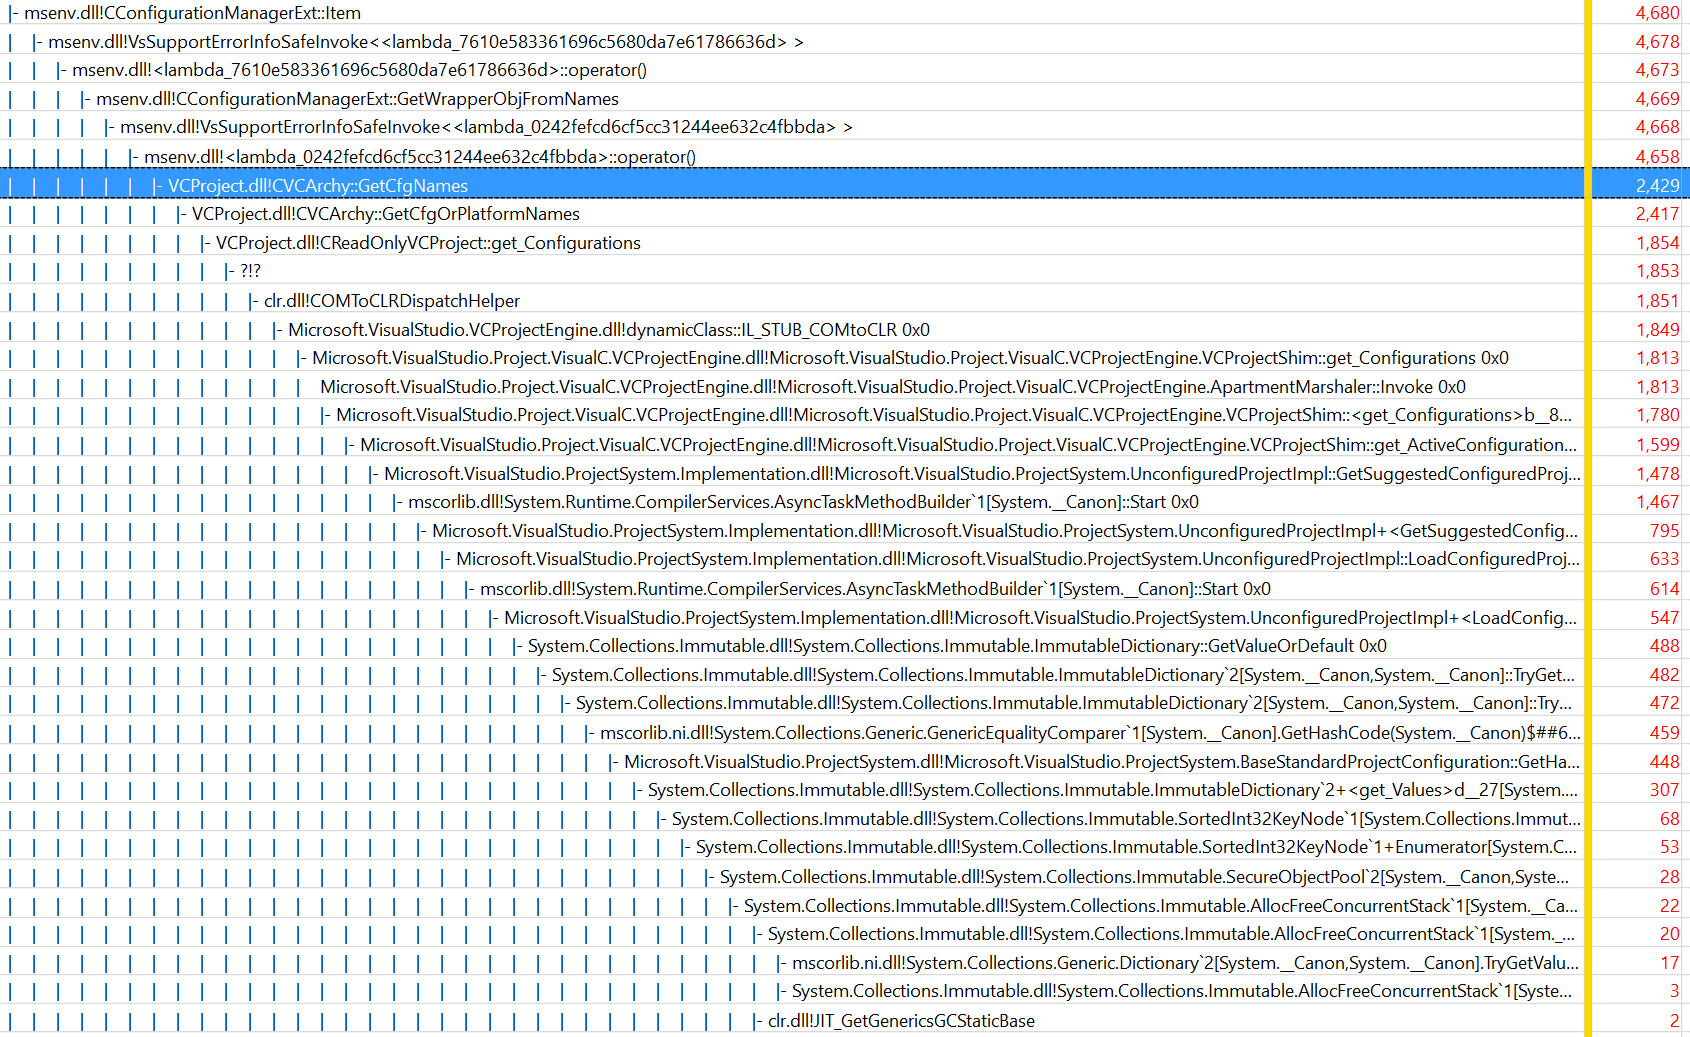 |- msenv.dll!CConfigurationManagerExt::Item 4,680
| |- msenv.dll!VsSupportErrorInfoSafeInvoke<<lambda_7610e583361696c5680da7e61786636d> > 4,678
| | |- msenv.dll!<lambda_7610e583361696c5680da7e61786636d>::operator() 4,673
| | | |- msenv.dll!CConfigurationManagerExt::GetWrapperObjFromNames 4,669
| | | | |- msenv.dll!VsSupportErrorInfoSafeInvoke<<lambda_0242fefcd6cf5cc31244ee632c4fbbda> > 4,668
| | | | | |- msenv.dll!<lambda_0242fefcd6cf5cc31244ee632c4fbbda>::operator() 4,658
| | | | | | |- VCProject.dll!CVCArchy::GetCfgNames 2,429
| | | | | | | |- VCProject.dll!CVCArchy::GetCfgOrPlatformNames 2,417
| | | | | | | | |- VCProject.dll!CReadOnlyVCProject::get_Configurations 1,854
| | | | | | | | | |- ?!? 1,853
| | | | | | | | | | |- clr.dll!COMToCLRDispatchHelper 1,851
| | | | | | | | | | | |- Microsoft.VisualStudio.VCProjectEngine.dll!dynamicClass::IL_STUB_COMtoCLR 0x0 1,849
| | | | | | | | | | | | |- Microsoft.VisualStudio.Project.VisualC.VCProjectEngine.dll!Microsoft.VisualStudio.Project.VisualC.VCProjectEngine.VCProjectShim::get_Configurations 0x0 1,813
| | | | | | | | | | | | | Microsoft.VisualStudio.Project.VisualC.VCProjectEngine.dll!Microsoft.VisualStudio.Project.VisualC.VCProjectEngine.ApartmentMarshaler::Invoke 0x0 1,813
| | | | | | | | | | | | | |- Microsoft.VisualStudio.Project.VisualC.VCProjectEngine.dll!Microsoft.VisualStudio.Project.VisualC.VCProjectEngine.VCProjectShim::<get_Configurations>b__8... 1,780
| | | | | | | | | | | | | | |- Microsoft.VisualStudio.Project.VisualC.VCProjectEngine.dll!Microsoft.VisualStudio.Project.VisualC.VCProjectEngine.VCProjectShim::get_ActiveConfiguration... 1,599
| | | | | | | | | | | | | | | |- Microsoft.VisualStudio.ProjectSystem.Implementation.dll!Microsoft.VisualStudio.ProjectSystem.UnconfiguredProjectImpl::GetSuggestedConfiguredProj... 1,478
| | | | | | | | | | | | | | | | |- mscorlib.dll!System.Runtime.CompilerServices.AsyncTaskMethodBuilder`1[System.__Canon]::Start 0x0 1,467
| | | | | | | | | | | | | | | | | |- Microsoft.VisualStudio.ProjectSystem.Implementation.dll!Microsoft.VisualStudio.ProjectSystem.UnconfiguredProjectImpl+<GetSuggestedConfig... 795
| | | | | | | | | | | | | | | | | | |- Microsoft.VisualStudio.ProjectSystem.Implementation.dll!Microsoft.VisualStudio.ProjectSystem.UnconfiguredProjectImpl::LoadConfiguredProj... 633
| | | | | | | | | | | | | | | | | | | |- mscorlib.dll!System.Runtime.CompilerServices.AsyncTaskMethodBuilder`1[System.__Canon]::Start 0x0 614
| | | | | | | | | | | | | | | | | | | | |- Microsoft.VisualStudio.ProjectSystem.Implementation.dll!Microsoft.VisualStudio.ProjectSystem.UnconfiguredProjectImpl+<LoadConfig... 547
| | | | | | | | | | | | | | | | | | | | | |- System.Collections.Immutable.dll!System.Collections.Immutable.ImmutableDictionary::GetValueOrDefault 0x0 488
| | | | | | | | | | | | | | | | | | | | | | |- System.Collections.Immutable.dll!System.Collections.Immutable.ImmutableDictionary`2[System.__Canon,System.__Canon]::TryGet... 482
| | | | | | | | | | | | | | | | | | | | | | | |- System.Collections.Immutable.dll!System.Collections.Immutable.ImmutableDictionary`2[System.__Canon,System.__Canon]::Try... 472
| | | | | | | | | | | | | | | | | | | | | | | | |- mscorlib.ni.dll!System.Collections.Generic.GenericEqualityComparer`1[System.__Canon].GetHashCode(System.__Canon)$##6... 459
| | | | | | | | | | | | | | | | | | | | | | | | | |- Microsoft.VisualStudio.ProjectSystem.dll!Microsoft.VisualStudio.ProjectSystem.BaseStandardProjectConfiguration::GetHa... 448
| | | | | | | | | | | | | | | | | | | | | | | | | | |- System.Collections.Immutable.dll!System.Collections.Immutable.ImmutableDictionary`2+<get_Values>d__27[System.... 307
| | | | | | | | | | | | | | | | | | | | | | | | | | | |- System.Collections.Immutable.dll!System.Collections.Immutable.SortedInt32KeyNode`1[System.Collections.Immut... 68
| | | | | | | | | | | | | | | | | | | | | | | | | | | | |- System.Collections.Immutable.dll!System.Collections.Immutable.SortedInt32KeyNode`1+Enumerator[System.C... 53
| | | | | | | | | | | | | | | | | | | | | | | | | | | | | |- System.Collections.Immutable.dll!System.Collections.Immutable.SecureObjectPool`2[System.__Canon,Syste... 28
| | | | | | | | | | | | | | | | | | | | | | | | | | | | | | |- System.Collections.Immutable.dll!System.Collections.Immutable.AllocFreeConcurrentStack`1[System.__Ca... 22
| | | | | | | | | | | | | | | | | | | | | | | | | | | | | | | |- System.Collections.Immutable.dll!System.Collections.Immutable.AllocFreeConcurrentStack`1[System._... 20
| | | | | | | | | | | | | | | | | | | | | | | | | | | | | | | | |- mscorlib.ni.dll!System.Collections.Generic.Dictionary`2[System.__Canon,System.__Canon].TryGetValu... 17
| | | | | | | | | | | | | | | | | | | | | | | | | | | | | | | | |- System.Collections.Immutable.dll!System.Collections.Immutable.AllocFreeConcurrentStack`1[Syste... 3
| | | | | | | | | | | | | | | | | | | | | | | | | | | | | | | |- clr.dll!JIT_GetGenericsGCStaticBase 2